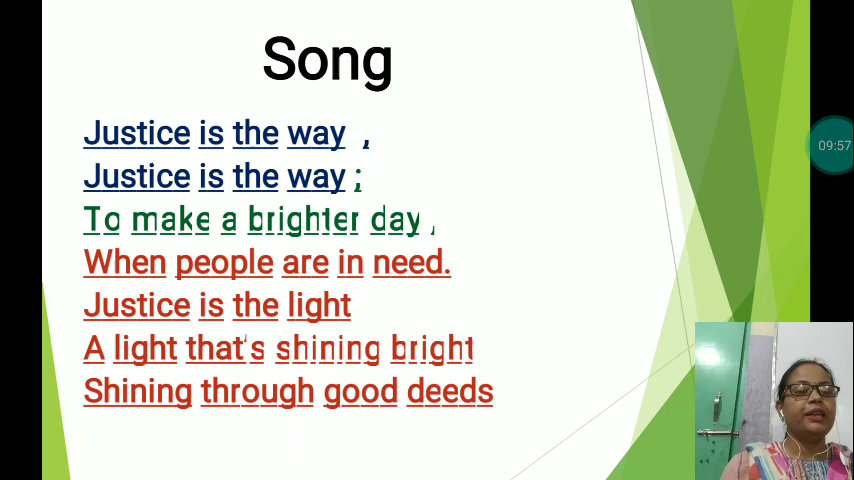 Song
Justice is the way ,
Justice is the way ;
To make a brighter day ,
When people are in need.
Justice is the light
A light that's shining bright
Shining through good deeds
09:57